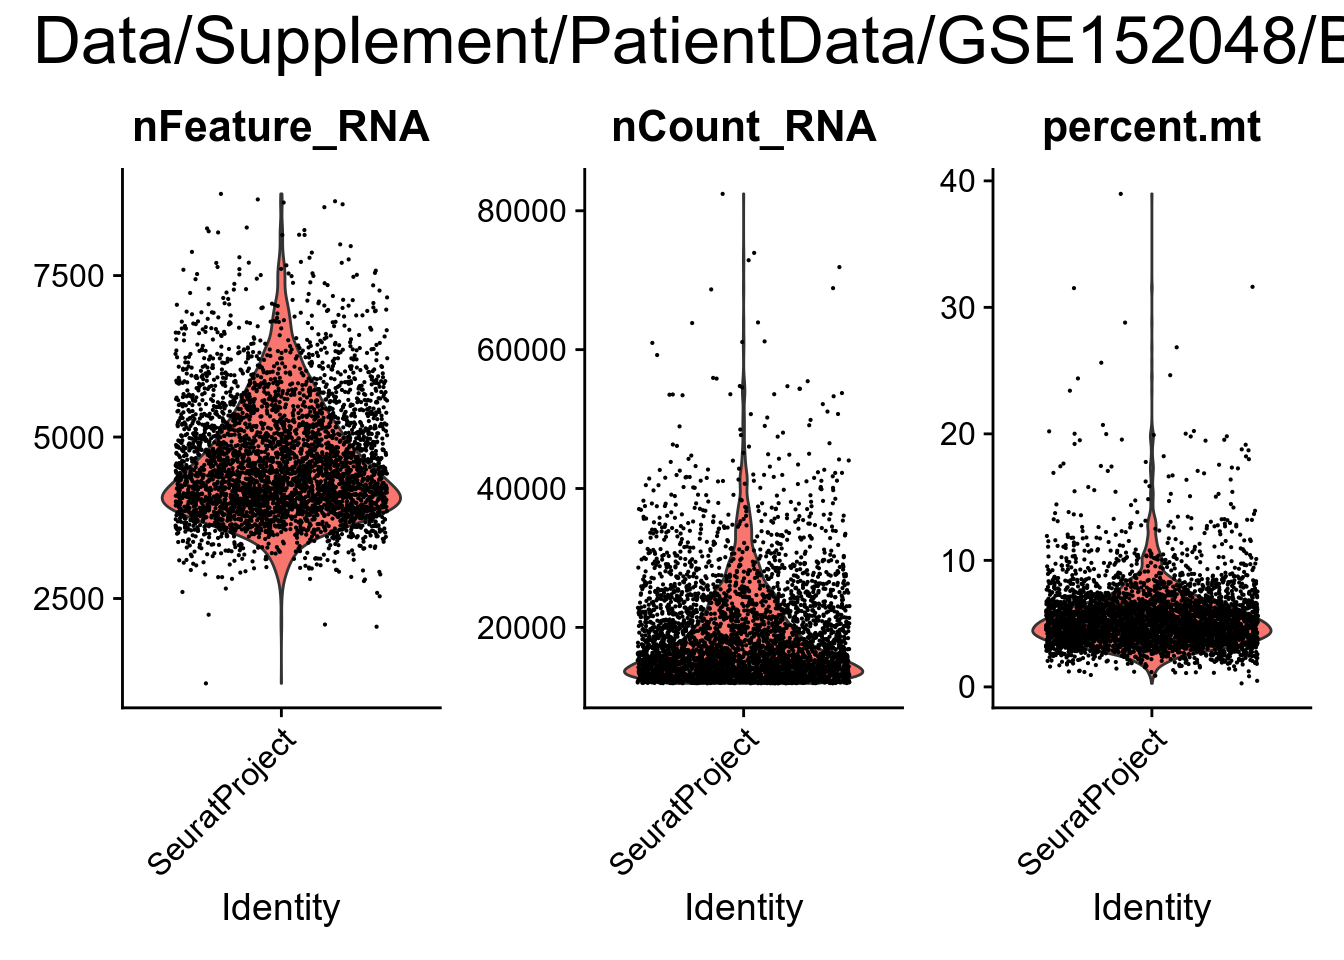 Data/Supplement/PatientData/GSE152048/B
nFeature_RNA
7500
5000
2500
SeuratProject
Identity
nCount_RNA
80000
60000
40000
20000
SeuratProject
Identity
percent.mt
40
30
20
10
0
SeuratProject
Identity